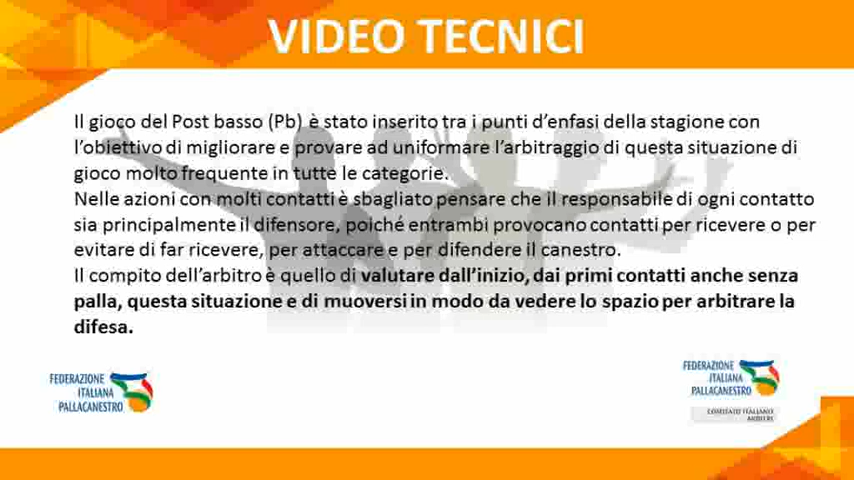 VIDEO TECNICI
Il gioco del Post basso (Pb) è stato inserito tra i punti d'enfasi della stagione con
l'obiettivo di migliorare e provare ad uniformare l'arbitraggio di questa situazione di
gioco molto frequente in tutte le categorie.
Nelle azioni con molti contatti è sbagliato pensare che il responsabile di ogni contatto
sia principalmente il difensore, poiché entrambi provocano contatti per ricevere o per
evitare di far ricevere, per attaccare e per difendere il canestro.
Il compito dell'arbitro è quello di valutare dall'inizio, dai primi contatti anche senza
palla, questa situazione e di muoversi in modo da vedere lo spazio per arbitrare la
difesa.
FEDERAZIONE
ITALIANA
PALLACANESTRO
FEDERAZIONE
ITALIANA
PALLACANESTRO
COMITATO ITALIANO
ARBITRI